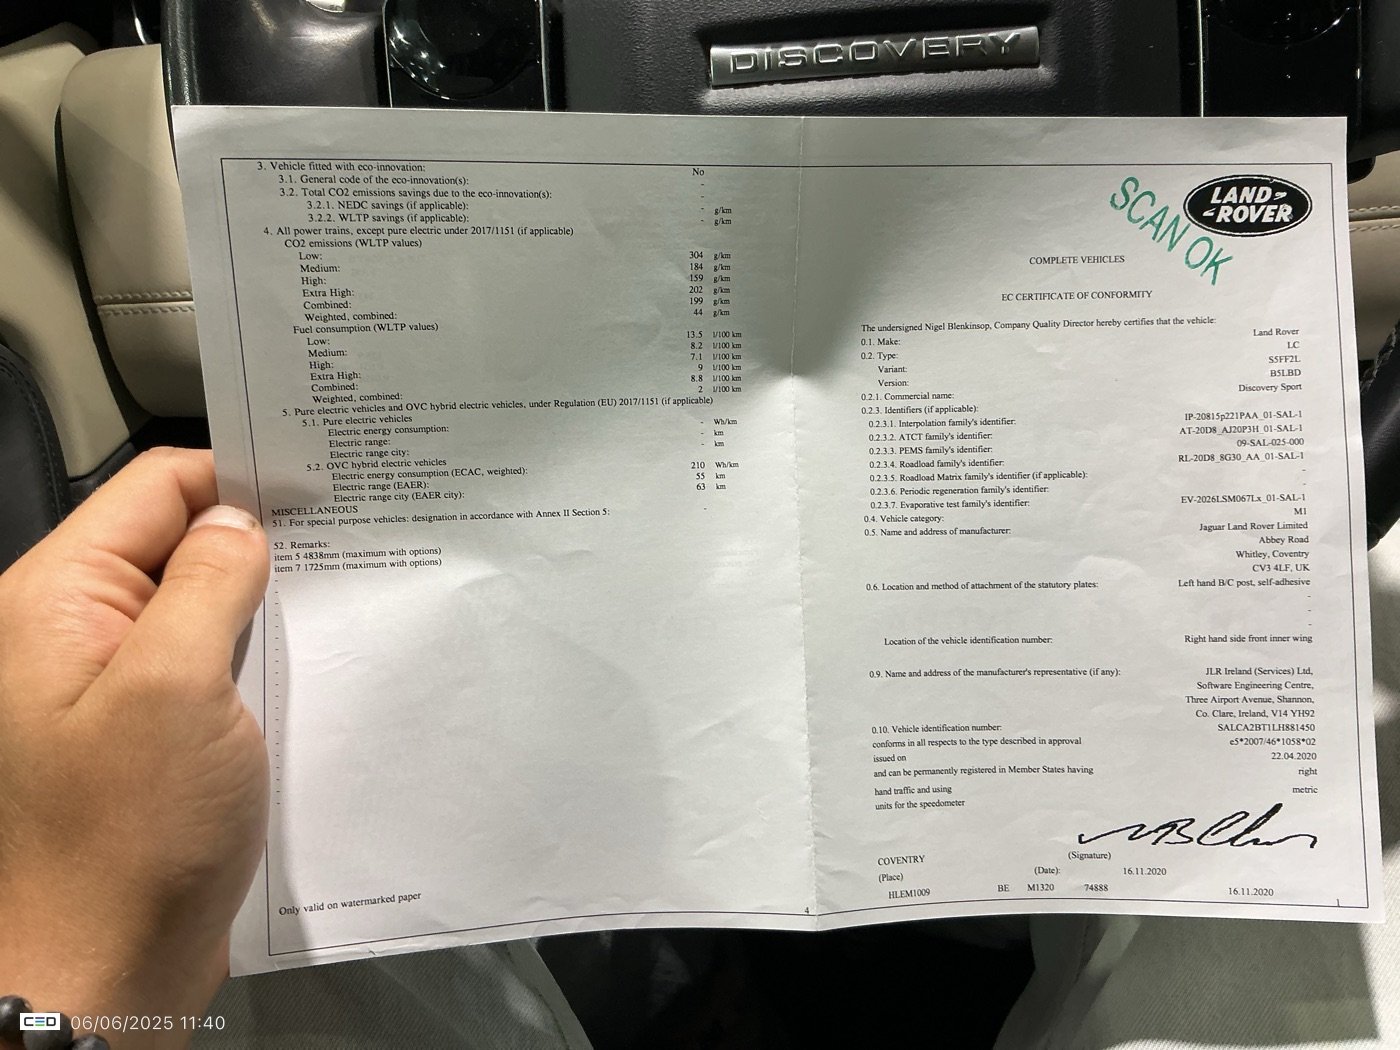 DISCOVERY
3. Vehicle fitted with eco-innovation: No
3.1. General code of the eco-innovation(s): -
3.2. Total CO2 emissions savings due to the eco-innovation(s): -
3.2.1. NEDC savings (if applicable): - g/km
3.2.2. WLTP savings (if applicable): - g/km
4. All power trains, except pure electric under 2017/1151 (if applicable)
CO2 emissions (WLTP values)
Low: 304 g/km
Medium: 184 g/km
High: 159 g/km
Extra High: 202 g/km
Combined: 199 g/km
Weighted, combined: 44 g/km
Fuel consumption (WLTP values)
Low: 13.5 l/100 km
Medium: 8.2 l/100 km
High: 7.1 l/100 km
Extra High: 9 l/100 km
Combined: 8.8 l/100 km
Weighted, combined: 2 l/100 km
5. Pure electric vehicles and OVC hybrid electric vehicles, under Regulation (EU) 2017/1151 (if applicable)
5.1. Pure electric vehicles
Electric energy consumption: - Wh/km
Electric range: - km
Electric range city: - km
5.2. OVC hybrid electric vehicles
Electric energy consumption (ECAC, weighted): 210 Wh/km
Electric range (EAER): 55 km
Electric range city (EAER city): 63 km
MISCELLANEOUS
51. For special purpose vehicles: designation in accordance with Annex II Section 5: -
52. Remarks:
item 5 4838mm (maximum with options)
item 7 1725mm (maximum with options)
Only valid on watermarked paper
4
SCAN OK
LAND-
-ROVER
COMPLETE VEHICLES
EC CERTIFICATE OF CONFORMITY
The undersigned Nigel Blenkinsop, Company Quality Director hereby certifies that the vehicle:
0.1. Make: Land Rover
0.2. Type: LC
Variant: S5FF2L
Version: B5LBD
0.2.1. Commercial name: Discovery Sport
0.2.3. Identifiers (if applicable):
0.2.3.1. Interpolation family's identifier: IP-20815p221PAA_01-SAL-1
0.2.3.2. ATCT family's identifier: AT-20D8_AJ20P3H_01-SAL-1
0.2.3.3. PEMS family's identifier: 09-SAL-025-000
0.2.3.4. Roadload family's identifier: RL-20D8_8G30_AA_01-SAL-1
0.2.3.5. Roadload Matrix family's identifier (if applicable): -
0.2.3.6. Periodic regeneration family's identifier: -
0.2.3.7. Evaporative test family's identifier: EV-2026LSM067Lx_01-SAL-1
0.4. Vehicle category: M1
0.5. Name and address of manufacturer: Jaguar Land Rover Limited
Abbey Road
Whitley, Coventry
CV3 4LF, UK
0.6. Location and method of attachment of the statutory plates: Left hand B/C post, self-adhesive
-
-
-
Location of the vehicle identification number: Right hand side front inner wing
0.9. Name and address of the manufacturer's representative (if any): JLR Ireland (Services) Ltd,
Software Engineering Centre,
Three Airport Avenue, Shannon,
Co. Clare, Ireland, V14 YH92
0.10. Vehicle identification number: SALCA2BT1LH881450
conforms in all respects to the type described in approval e5*2007/46*1058*02
issued on 22.04.2020
and can be permanently registered in Member States having right
hand traffic and using metric
units for the speedometer
(Signature)
COVENTRY
(Place)
(Date): 16.11.2020
HLEM1009 BE M1320 74888 16.11.2020
1
CED 06/06/2025 11:40